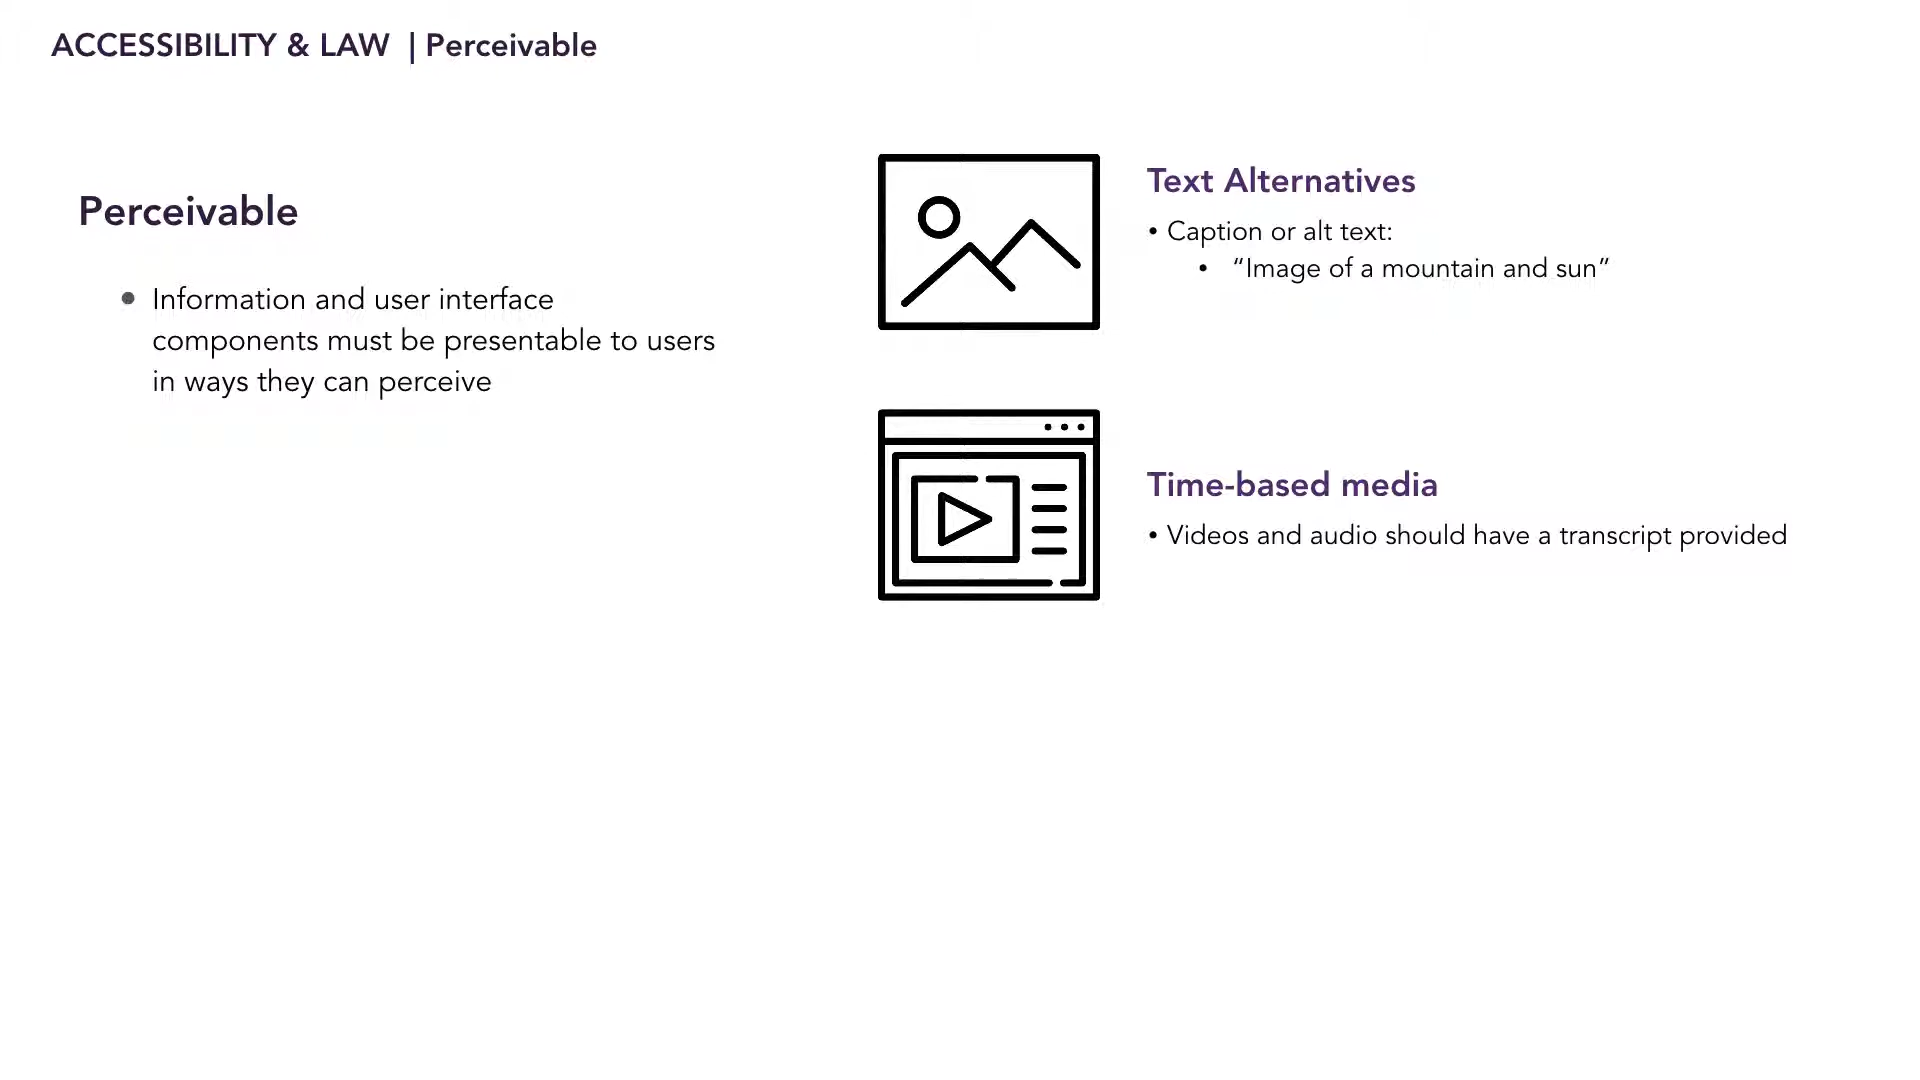 ACCESSIBILITY & LAW | Perceivable
Perceivable
● Information and user interface
components must be presentable to users
in ways they can perceive
Text Alternatives
• Caption or alt text:
• “Image of a mountain and sun”
Time-based media
• Videos and audio should have a transcript provided